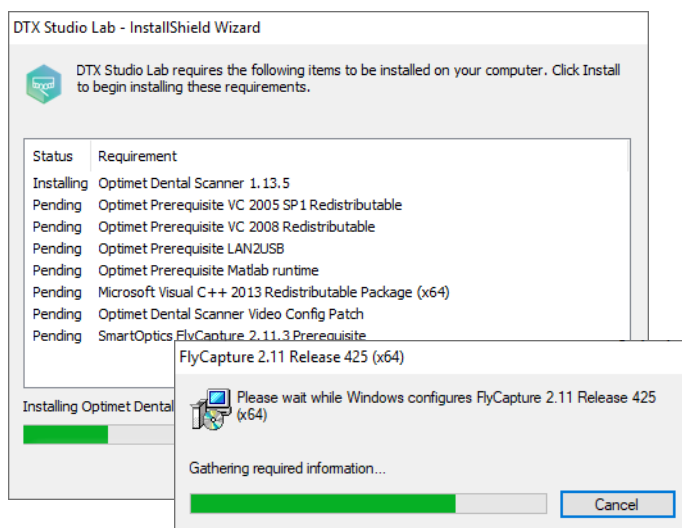 DTX Studio Lab - InstallShield Wizard
DTX Studio Lab requires the following items to be installed on your computer. Click Install
to begin installing these requirements.
Status Requirement
Installing Optimet Dental Scanner 1.13.5
Pending Optimet Prerequisite VC 2005 SP1 Redistributable
Pending Optimet Prerequisite VC 2008 Redistributable
Pending Optimet Prerequisite LAN2USB
Pending Optimet Prerequisite Matlab runtime
Pending Microsoft Visual C++ 2013 Redistributable Package (x64)
Pending Optimet Dental Scanner Video Config Patch
Pending SmartOptics FlyCapture 2.11.3 Prerequisite
Installing Optimet Dental
FlyCapture 2.11 Release 425 (x64)
Please wait while Windows configures FlyCapture 2.11 Release 425
(x64)
Gathering required information...
Cancel